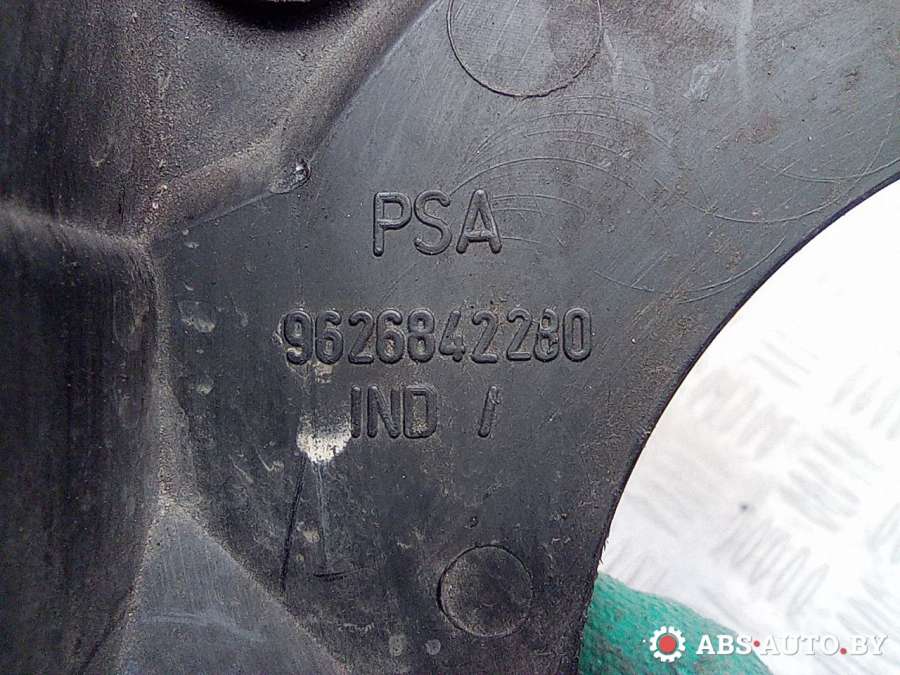 PSA
9626842280
IND /
ABS-AUTO.BY